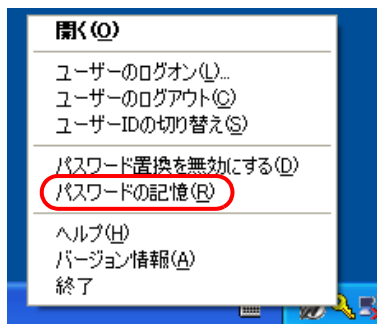 開く(O)
ユーザーのログオン(L)...
ユーザーのログアウト(C)
ユーザーIDの切り替え(S)
パスワード置換を無効にする(D)
パスワードの記憶(R)
ヘルプ(H)
バージョン情報(A)
終了